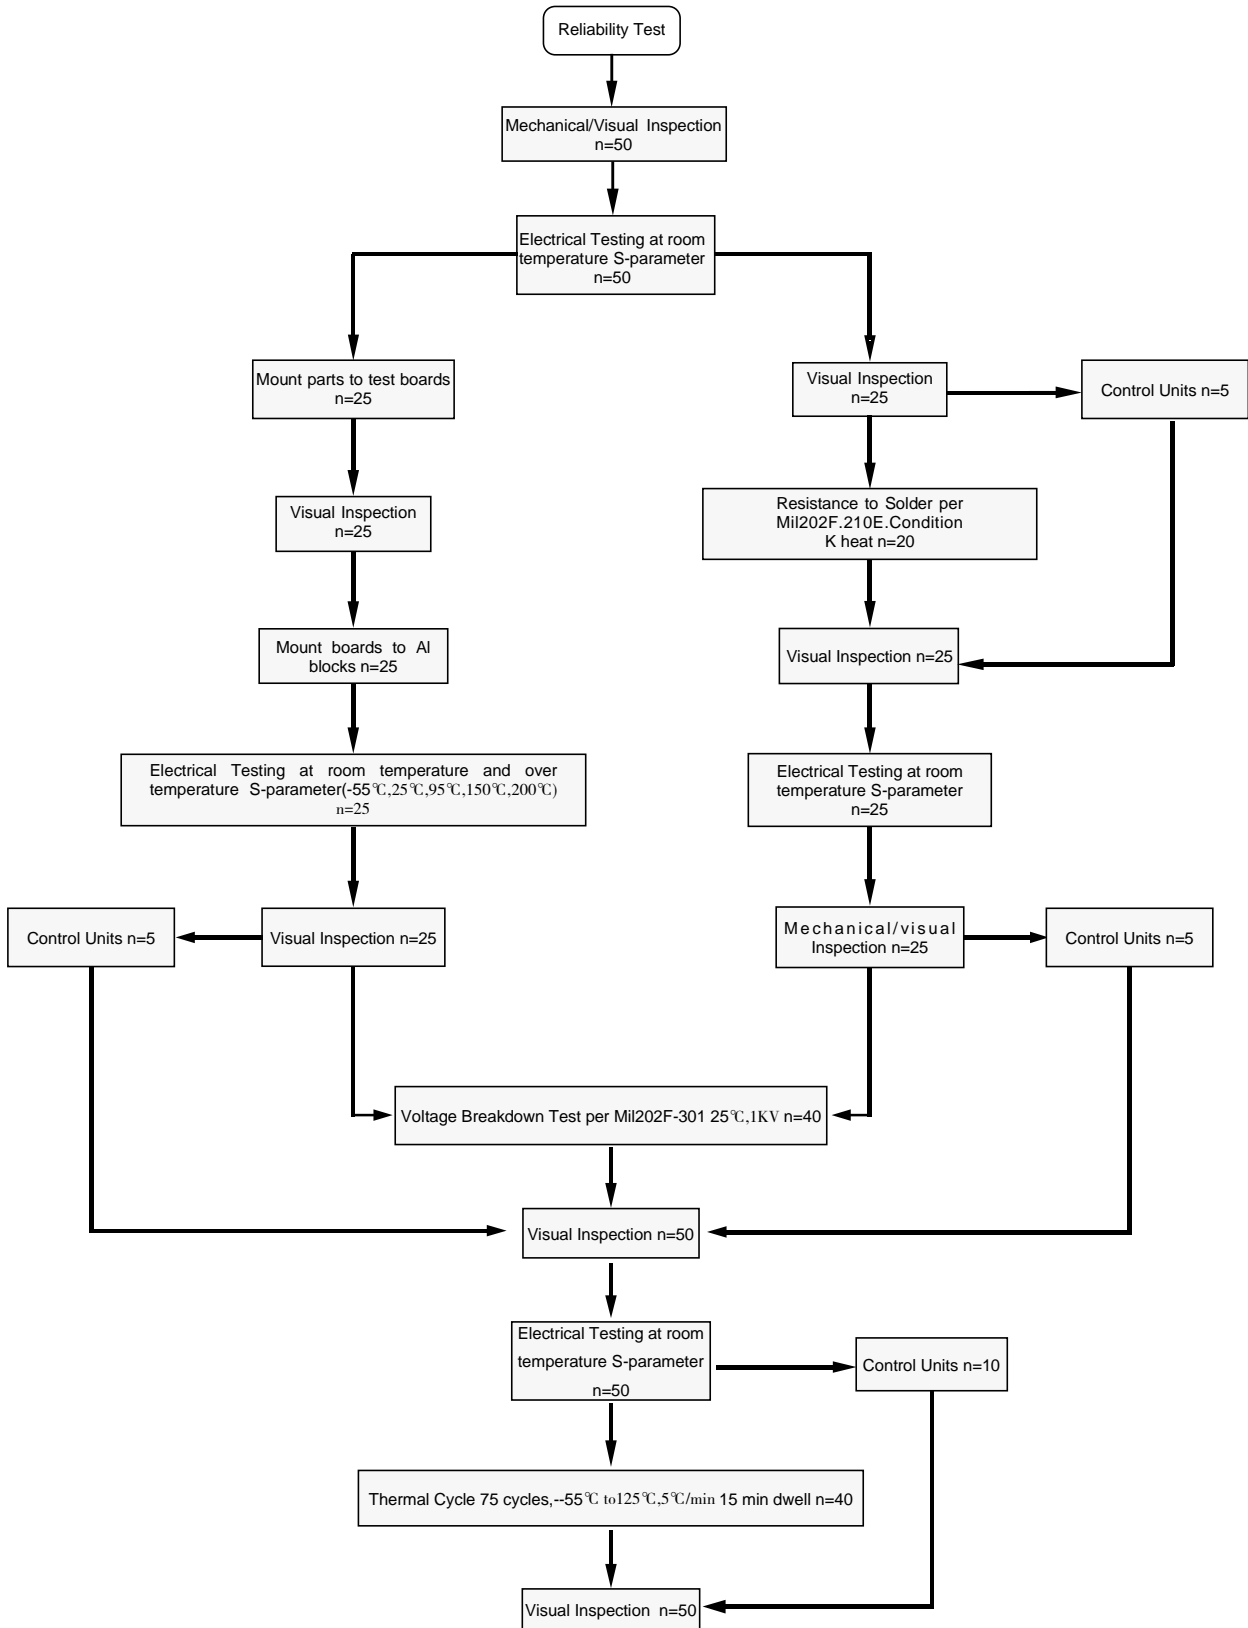 Reliability Test
Mechanical/Visual Inspection
n=50
Electrical Testing at room
temperature S-parameter
n=50
Mount parts to test boards
n=25
Visual Inspection
n=25
Control Units n=5
Visual Inspection
n=25
Resistance to Solder per
Mil202F.210E.Condition
K heat n=20
Mount boards to Al
blocks n=25
Visual Inspection n=25
Electrical Testing at room temperature and over
temperature S-parameter(-55℃,25℃,95℃,150℃,200℃)
n=25
Electrical Testing at room
temperature S-parameter
n=25
Control Units n=5
Visual Inspection n=25
Mechanical/visual
Inspection n=25
Control Units n=5
Voltage Breakdown Test per Mil202F-301 25℃,1KV n=40
Visual Inspection n=50
Electrical Testing at room
temperature S-parameter
n=50
Control Units n=10
Thermal Cycle 75 cycles,--55℃ to125℃,5℃/min 15 min dwell n=40
Visual Inspection n=50